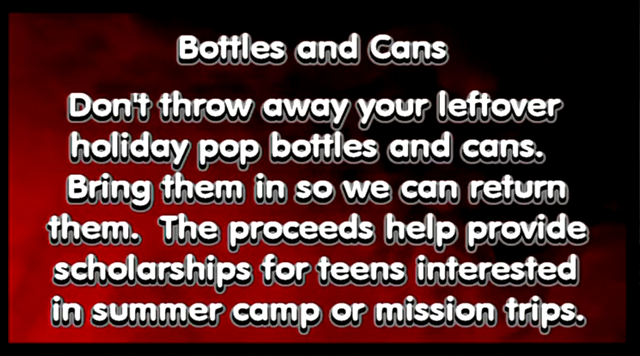 Bottles and Cans
Don't throw away your leftover
holiday pop bottles and cans.
Bring them in so we can return
them.  The proceeds help provide
scholarships for teens interested
in summer camp or mission trips.